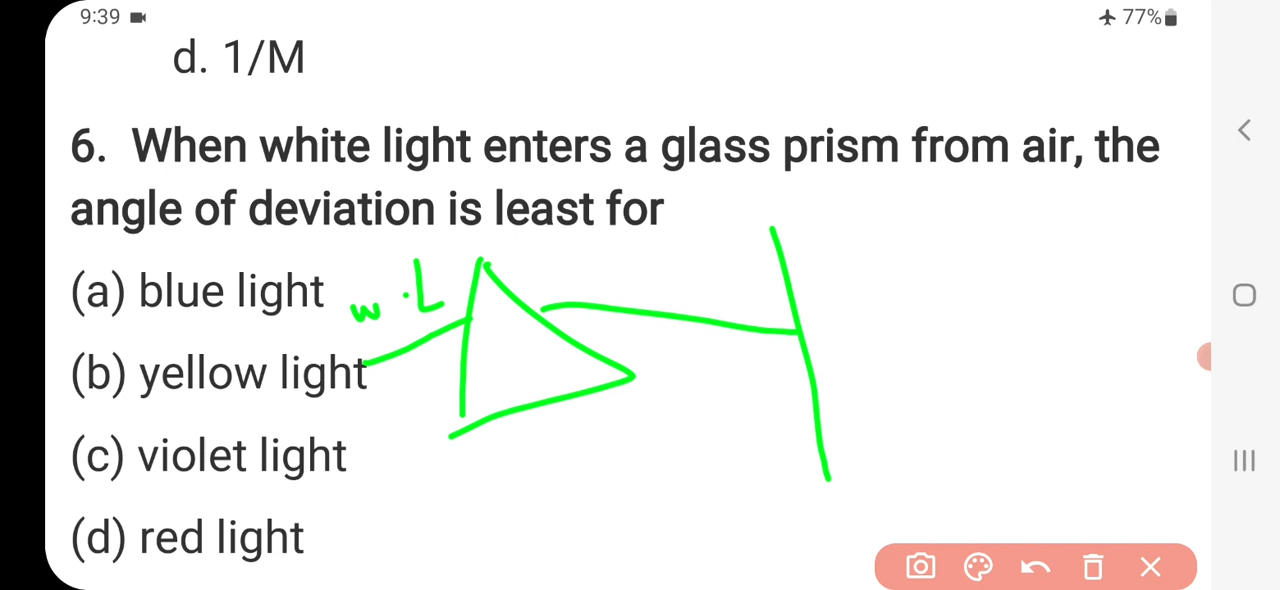 9:39
77%
d. 1/M
6. When white light enters a glass prism from air, the
angle of deviation is least for
(a) blue light
w.L
(b) yellow light
(c) violet light
(d) red light